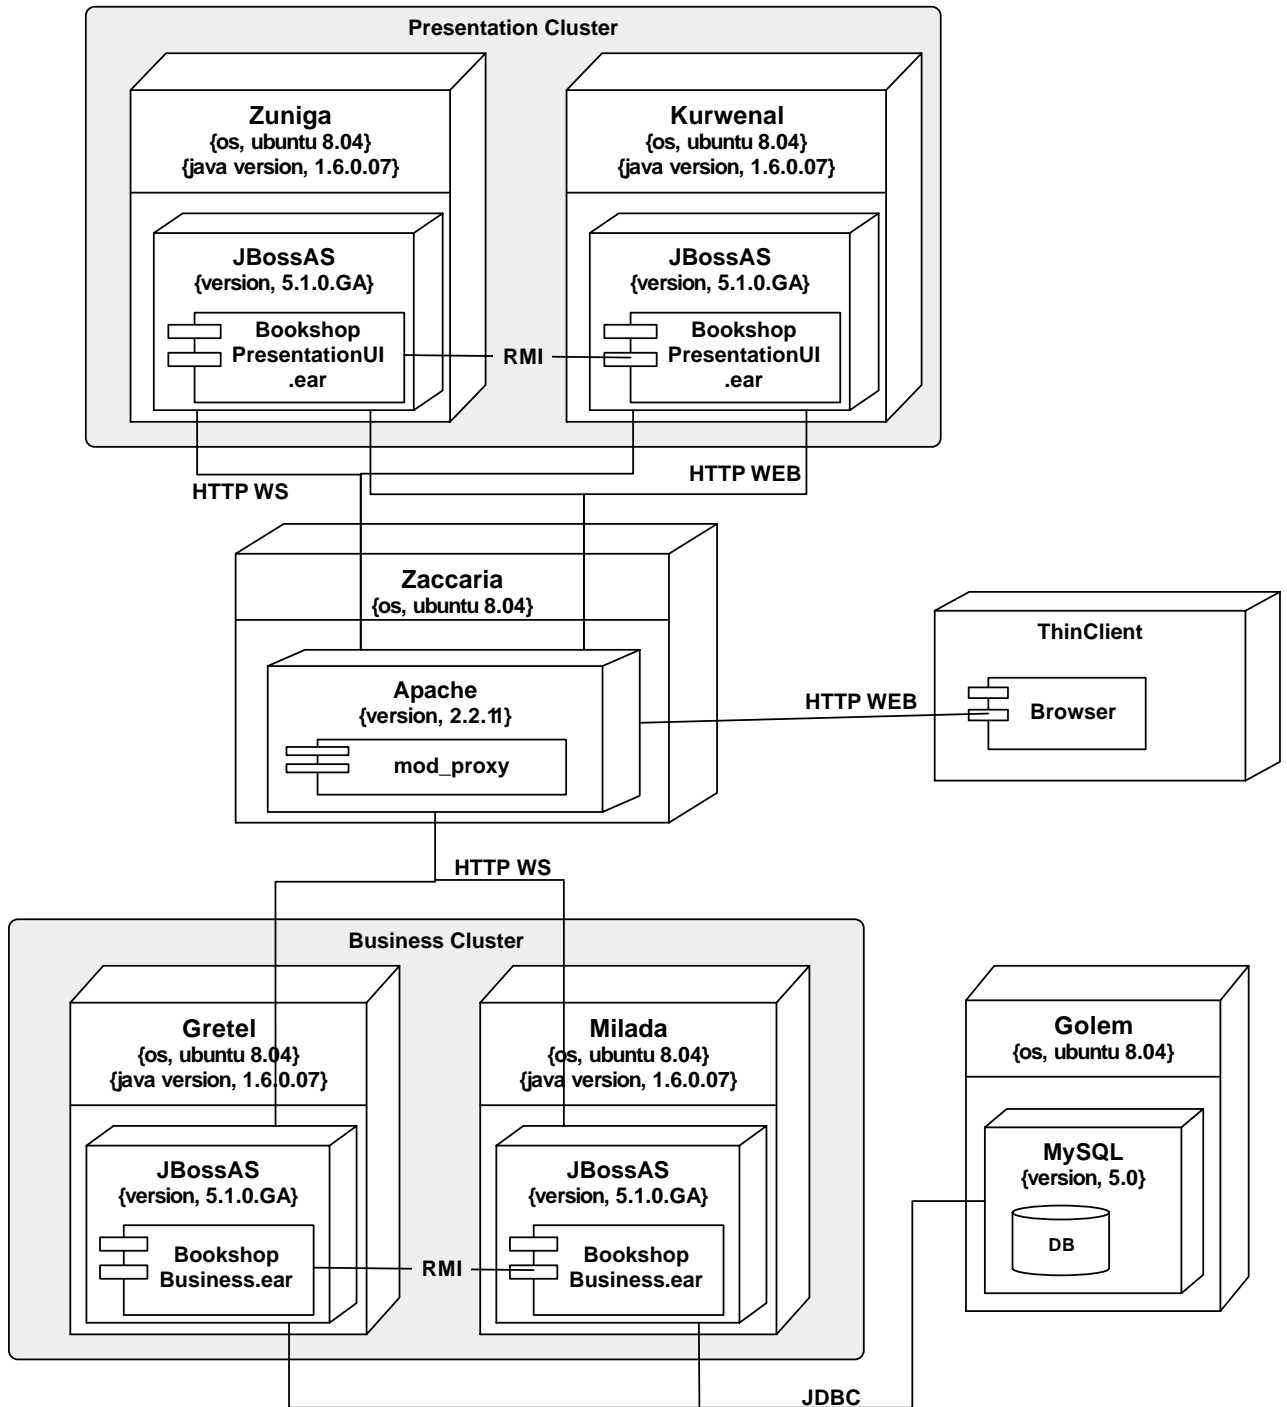 Presentation Cluster
Zuniga
{os, ubuntu 8.04}
{java version, 1.6.0.07}
JBossAS
{version, 5.1.0.GA}
Bookshop
PresentationUI
.ear
RMI
Kurwenal
{os, ubuntu 8.04}
{java version, 1.6.0.07}
JBossAS
{version, 5.1.0.GA}
Bookshop
PresentationUI
.ear
HTTP WS
HTTP WEB
Zaccaria
{os, ubuntu 8.04}
Apache
{version, 2.2.11}
mod_proxy
HTTP WEB
ThinClient
Browser
HTTP WS
Business Cluster
Gretel
{os, ubuntu 8.04}
{java version, 1.6.0.07}
JBossAS
{version, 5.1.0.GA}
Bookshop
Business.ear
RMI
Milada
{os, ubuntu 8.04}
{java version, 1.6.0.07}
JBossAS
{version, 5.1.0.GA}
Bookshop
Business.ear
Golem
{os, ubuntu 8.04}
MySQL
{version, 5.0}
DB
JDBC